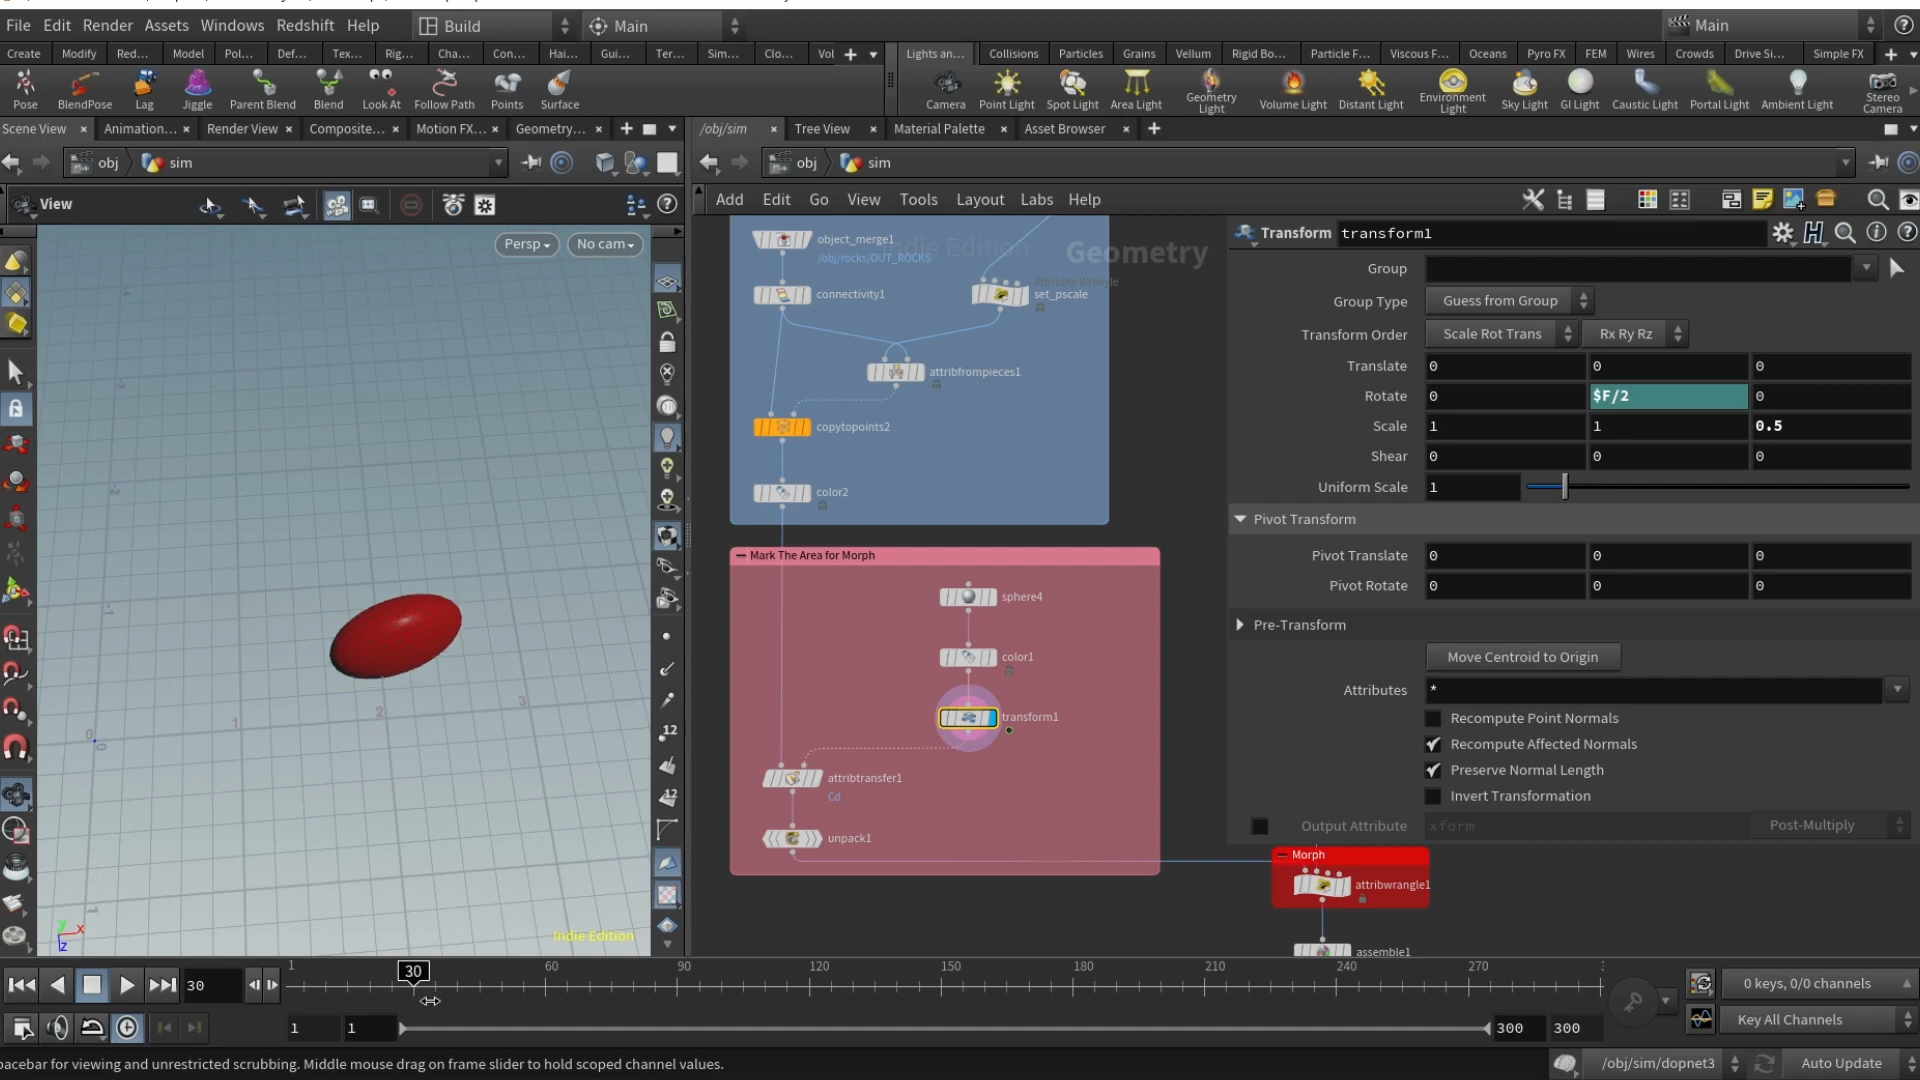 File Edit Render Assets Windows Redshift Help Build Main Main
Create Modify Red... Model Pol... Def... Tex... Rig... Cha... Con... Hai... Gui... Ter... Sim... Clo... Vol
Lights an... Collisions Particles Grains Vellum Rigid Bo... Particle F... Viscous F... Oceans Pyro FX FEM Wires Crowds Drive Si... Simple FX
Pose BlendPose Lag Jiggle Parent Blend Blend Look At Follow Path Points Surface
Camera Point Light Spot Light Area Light Geometry Light Volume Light Distant Light Environment Light Sky Light GI Light Caustic Light Portal Light Ambient Light Stereo Camera
Scene View Animation... Render View Composite... Motion FX... Geometry...
/obj/sim Tree View Material Palette Asset Browser
obj sim
obj sim
View
Add Edit Go View Tools Layout Labs Help
Persp No cam
0
0
1
2
3
Indie Edition
y x z
Indie Edition
Geometry
object_merge1
/obj/rocks/OUT_ROCKS
connectivity1
Attribute Wrangle
set_pscale
attribfrompieces1
copytopoints2
color2
Mark The Area for Morph
sphere4
color1
transform1
attribtransfer1
Cd
unpack1
Morph
attribwrangle1
assemble1
Transform transform1
Group
Group Type Guess from Group
Transform Order Scale Rot Trans Rx Ry Rz
Translate 0 0 0
Rotate 0 $F/2 0
Scale 1 1 0.5
Shear 0 0 0
Uniform Scale 1
Pivot Transform
Pivot Translate 0 0 0
Pivot Rotate 0 0 0
Pre-Transform
Move Centroid to Origin
Attributes *
Recompute Point Normals
Recompute Affected Normals
Preserve Normal Length
Invert Transformation
Output Attribute xform Post-Multiply
30 1 30 60 90 120 150 180 210 240 270
0 keys, 0/0 channels
1 1 300 300
Key All Channels
pacebar for viewing and unrestricted scrubbing. Middle mouse drag on frame slider to hold scoped channel values.
/obj/sim/dopnet3 Auto Update